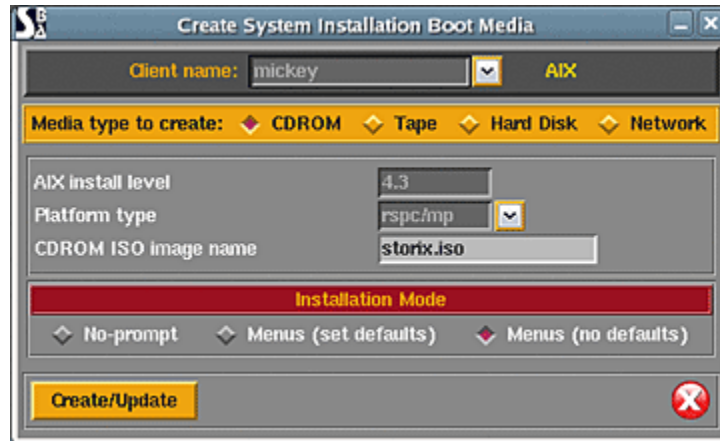 SBA Create System Installation Boot Media
Client name: mickey AIX
Media type to create: CDROM Tape Hard Disk Network
AIX install level 4.3
Platform type rspc/mp
CDROM ISO image name storix.iso
Installation Mode
No-prompt Menus (set defaults) Menus (no defaults)
Create/Update